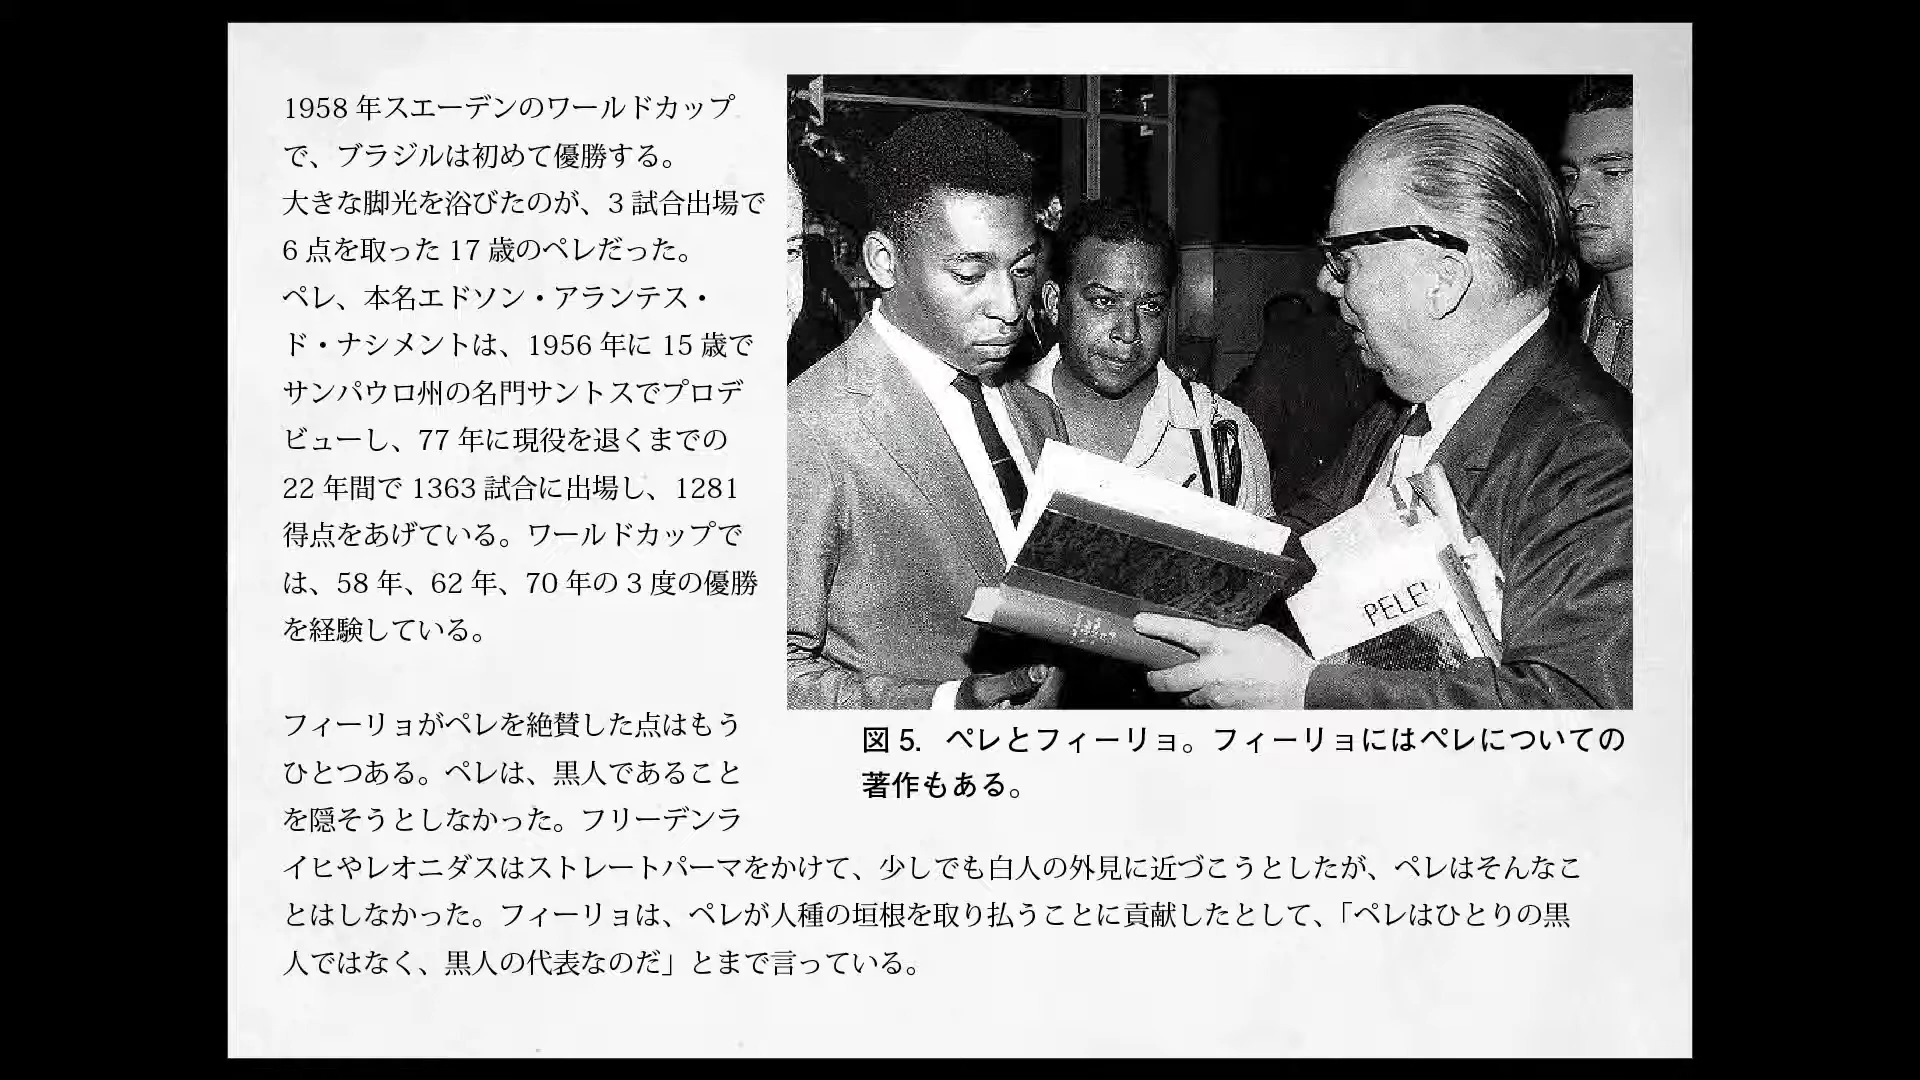 1958 年スエーデンのワールドカップ
で、ブラジルは初めて優勝する。
大きな脚光を浴びたのが、3 試合出場で
6 点を取った 17 歳のペレだった。
ペレ、本名エドソン・アランテス・
ド・ナシメントは、1956 年に 15 歳で
サンパウロ州の名門サントスでプロデ
ビューし、77 年に現役を退くまでの
22 年間で 1363 試合に出場し、1281
得点をあげている。ワールドカップで
は、58 年、62 年、70 年の 3 度の優勝
を経験している。
フィーリョがペレを絶賛した点はもう
ひとつある。ペレは、黒人であること
を隠そうとしなかった。フリーデンラ
イヒやレオニダスはストレートパーマをかけて、少しでも白人の外見に近づこうとしたが、ペレはそんなこ
とはしなかった。フィーリョは、ペレが人種の垣根を取り払うことに貢献したとして、「ペレはひとりの黒
人ではなく、黒人の代表なのだ」とまで言っている。
PELE
図 5. ペレとフィーリョ。フィーリョにはペレについての
著作もある。